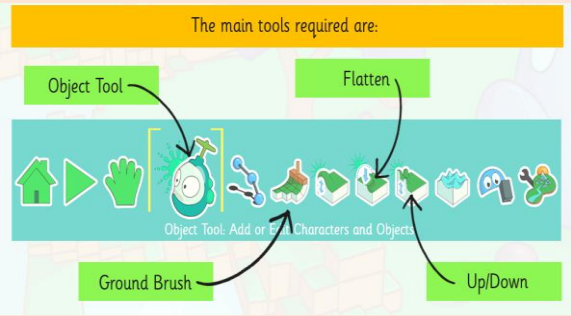 The main tools required are:
Object Tool
Flatten
Object Tool: Add or Edit Characters and Objects
Ground Brush
Up/Down